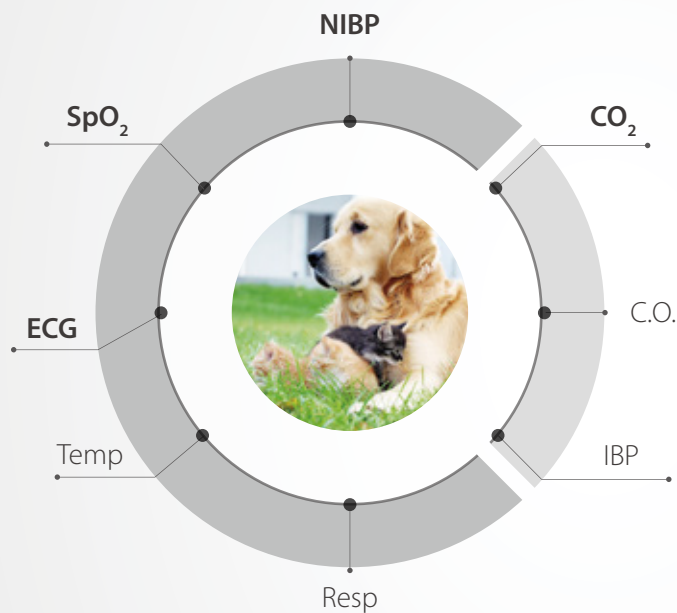 NIBP
SpO₂
CO₂
ECG
C.O.
Temp
IBP
Resp